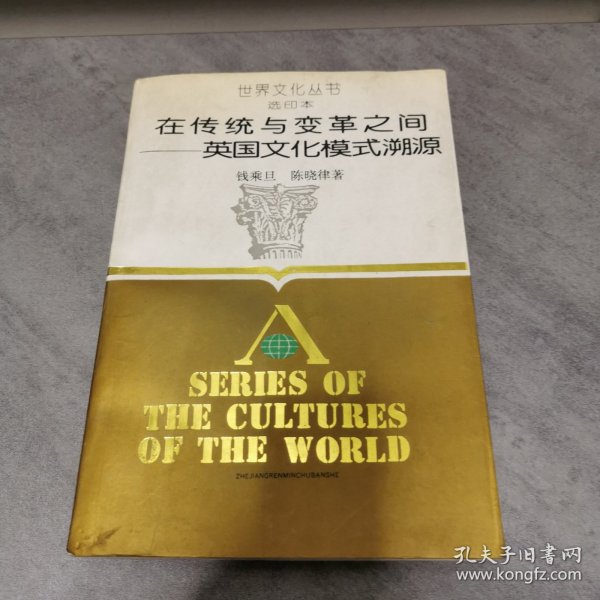 世界文化丛书
选印本
在传统与变革之间
——英国文化模式溯源
钱乘旦 陈晓律著
A
SERIES OF
THE CULTURES
OF THE WORLD
ZHEJIANGRENMINCHUBANSHE
孔夫子旧书网
www.kongfz.com